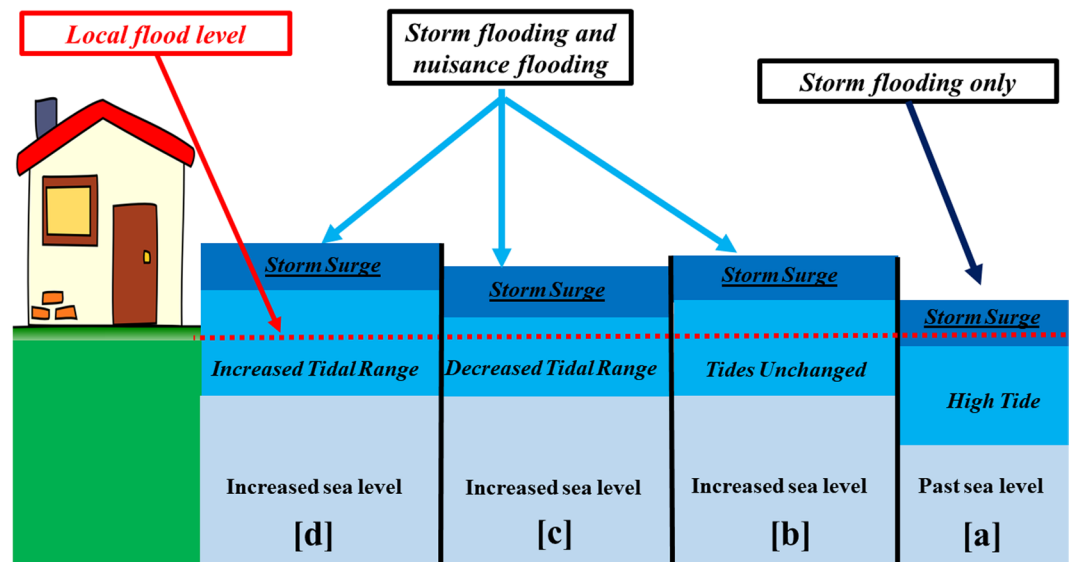 Local flood level
Storm flooding and
nuisance flooding
Storm flooding only
Storm Surge
Storm Surge
Storm Surge
Storm Surge
Increased Tidal Range
Decreased Tidal Range
Tides Unchanged
High Tide
Increased sea level
Increased sea level
Increased sea level
Past sea level
[d]
[c]
[b]
[a]